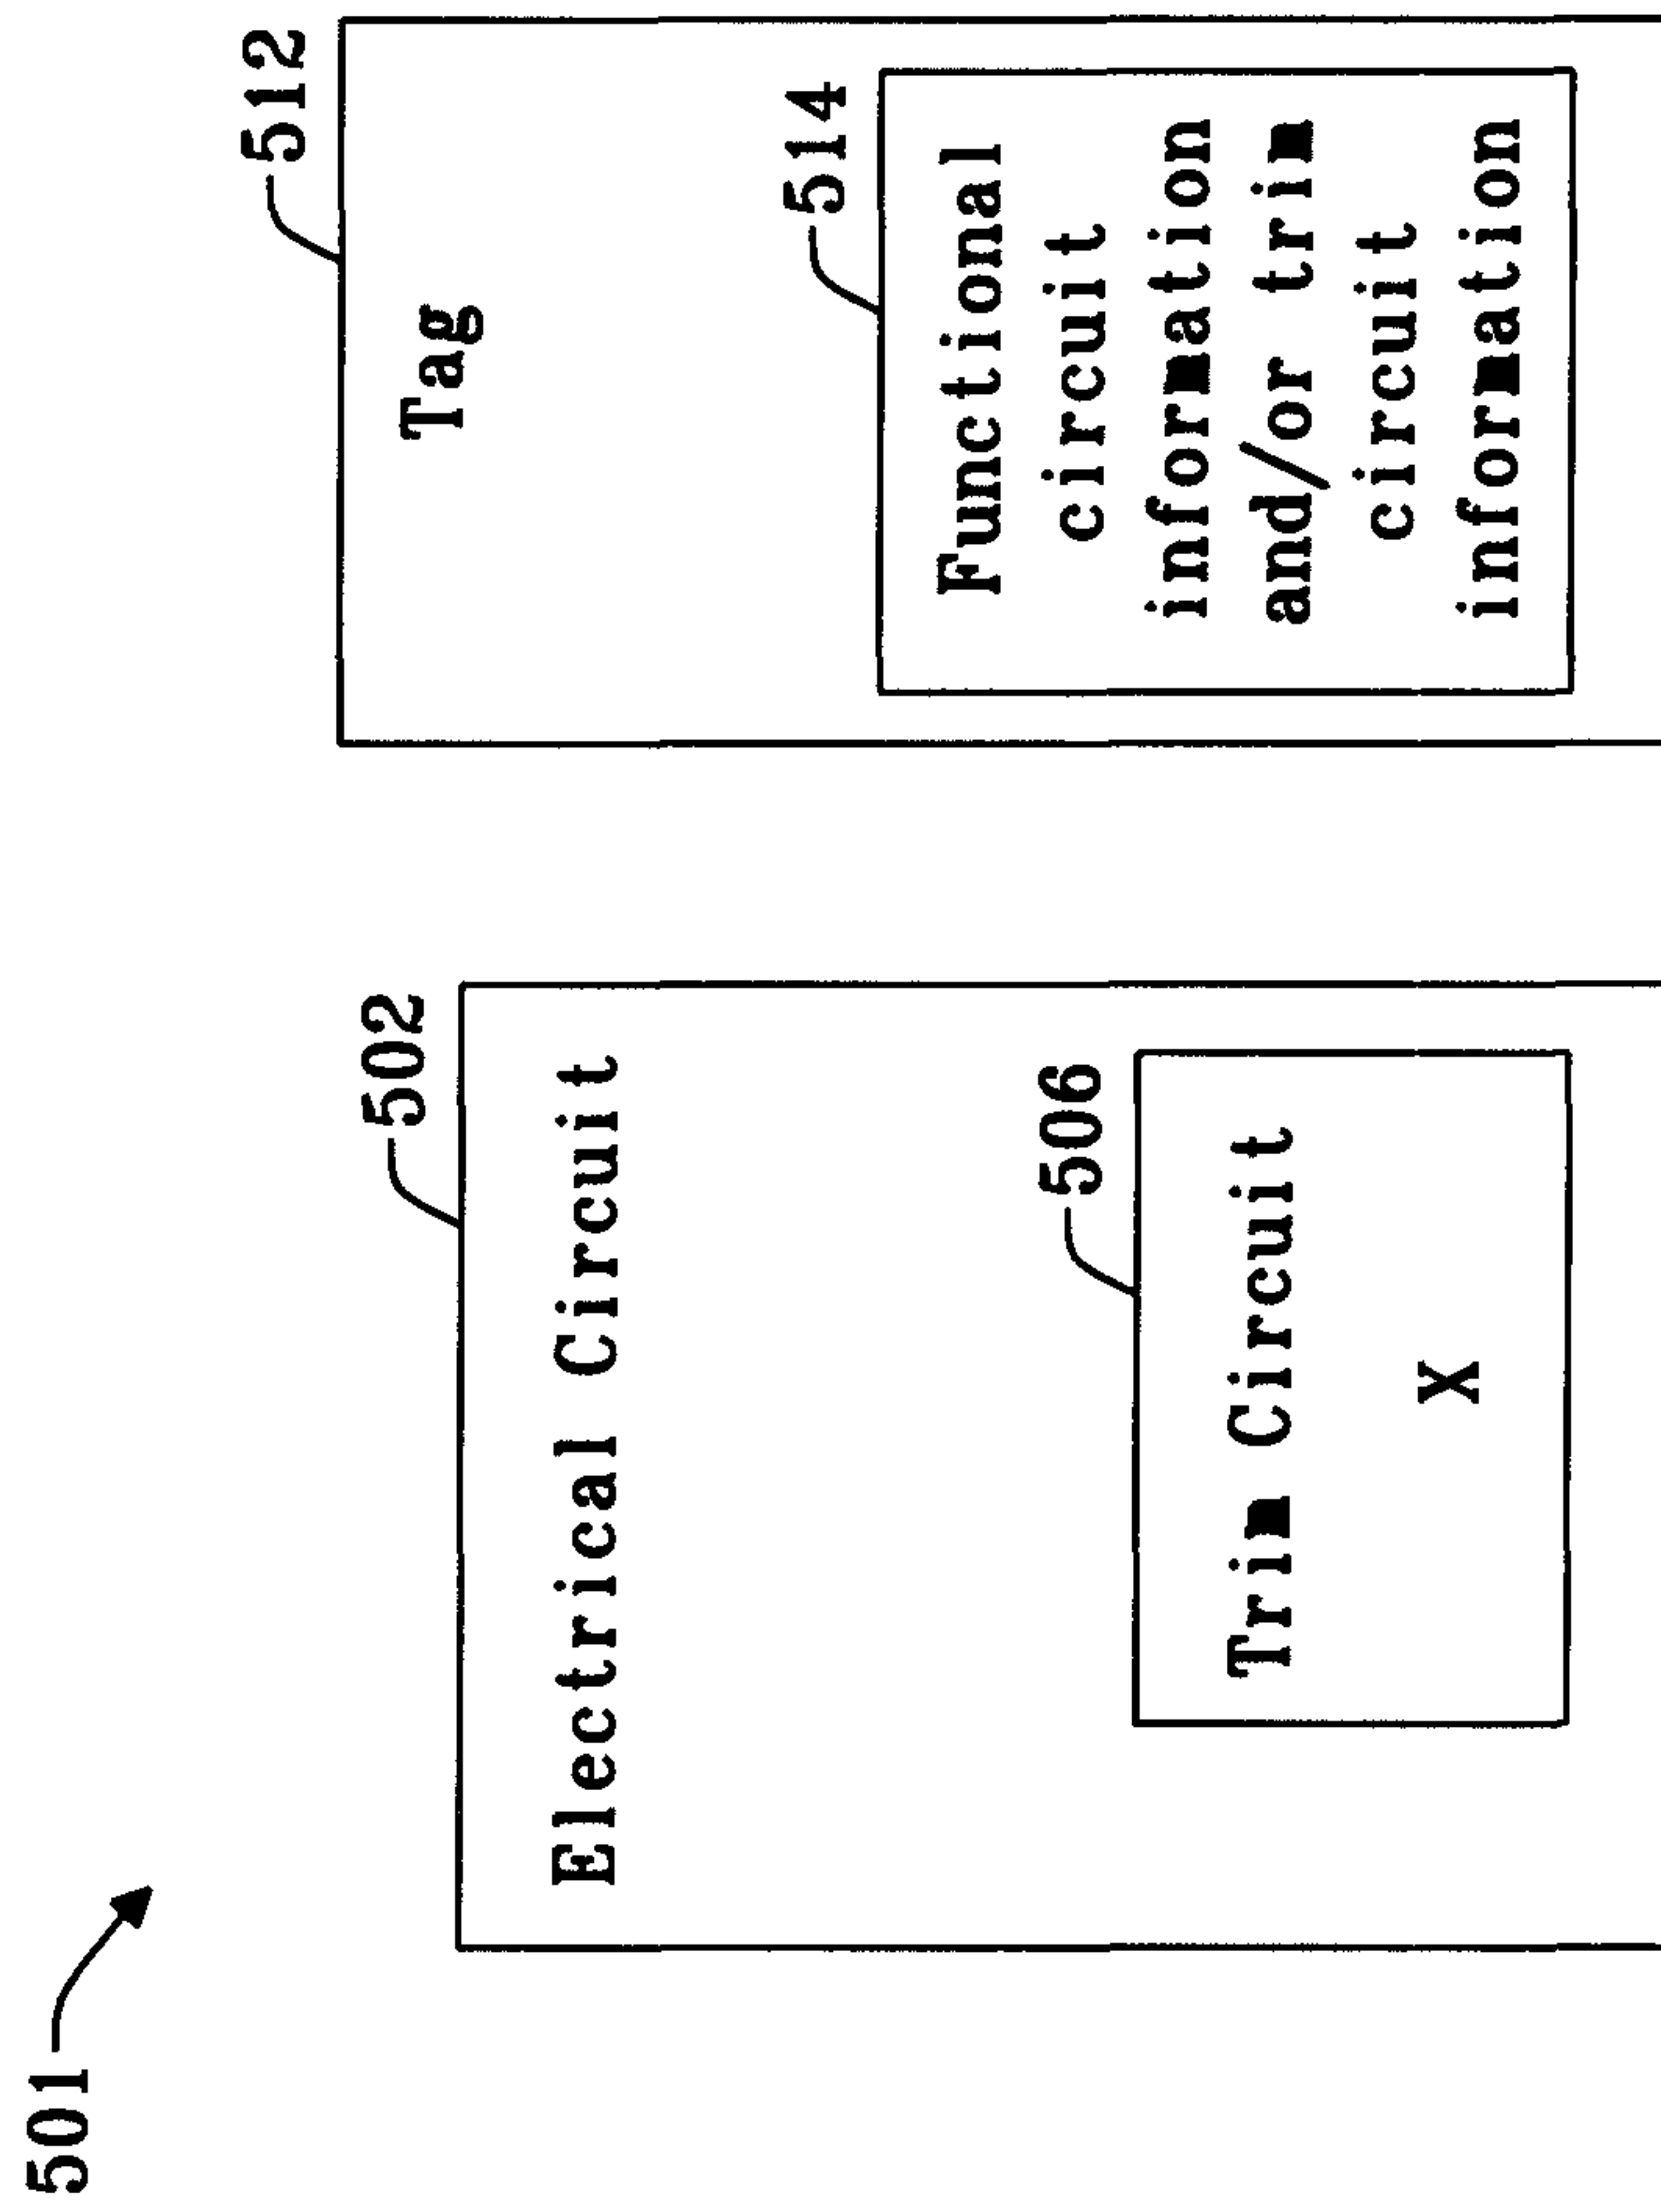 501
502
Electrical Circuit
506
Trim Circuit
X
512
Tag
514
Functional
circuit
information
and/or trim
circuit
information